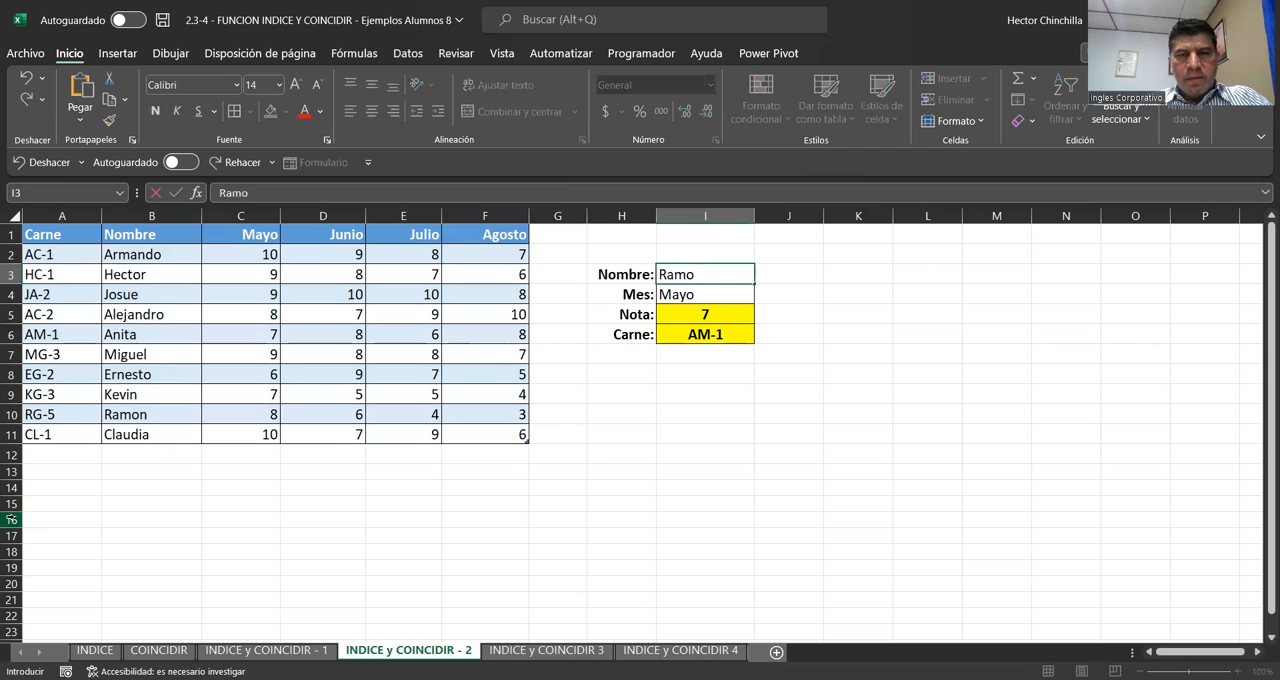 Autoguardado
2.3-4 - FUNCION INDICE Y COINCIDIR - Ejemplos Alumnos 8
Buscar (Alt+Q)
Hector Chinchilla
Archivo Inicio Insertar Dibujar Disposición de página Fórmulas Datos Revisar Vista Automatizar Programador Ayuda Power Pivot
Ingles Corporativo
Pegar
Calibri 14
N K S
Ajustar texto
Combinar y centrar
General
$ % 000
Formato condicional
Dar formato como tabla
Estilos de celda
Insertar
Eliminar
Formato
Ordenar y filtrar
Buscar y seleccionar
datos
Deshacer Portapapeles Fuente Alineación Número Estilos Celdas Edición Análisis
Deshacer Autoguardado Rehacer Formulario
I3 fx Ramo
A B C D E F G H I J K L M N O P
1 Carne Nombre Mayo Junio Julio Agosto
2 AC-1 Armando 10 9 8 7
3 HC-1 Hector 9 8 7 6 Nombre: Ramo
4 JA-2 Josue 9 10 10 8 Mes: Mayo
5 AC-2 Alejandro 8 7 9 10 Nota: 7
6 AM-1 Anita 7 8 6 8 Carne: AM-1
7 MG-3 Miguel 9 8 8 7
8 EG-2 Ernesto 6 9 7 5
9 KG-3 Kevin 7 5 5 4
10 RG-5 Ramon 8 6 4 3
11 CL-1 Claudia 10 7 9 6
12
13
14
15
16
17
18
19
20
21
22
23
INDICE COINCIDIR INDICE y COINCIDIR - 1 INDICE y COINCIDIR - 2 INDICE y COINCIDIR 3 INDICE y COINCIDIR 4
Introducir Accesibilidad: es necesario investigar 100%